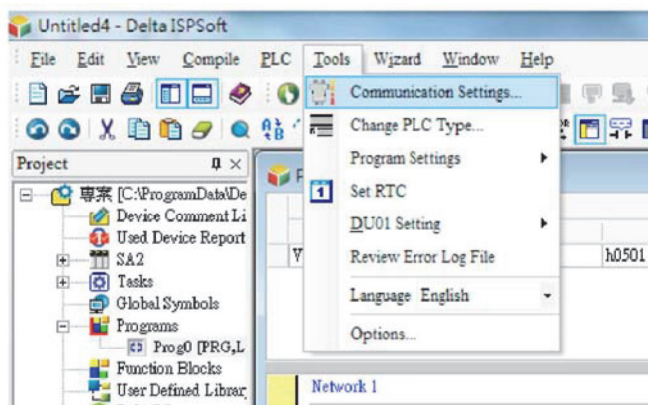 Untitled4 - Delta ISPSoft
File Edit View Compile PLC Tools Wizard Window Help
Communication Settings...
Change PLC Type...
Program Settings
1 Set RTC
DU01 Setting
Review Error Log File
Language English
Options...
Project
專案 [C:\ProgramData\De
Device Comment Li
Used Device Report
SA2
Tasks
Global Symbols
Programs
Prog0 [PRG,L
Function Blocks
User Defined Librar
h0501
Network 1